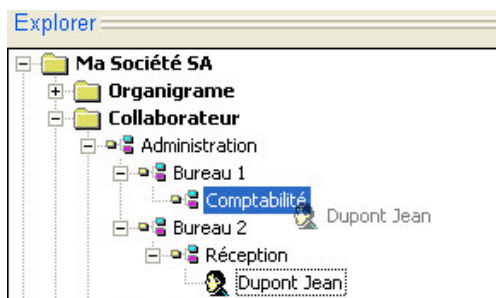 Explorer
Ma Société SA
Organigrame
Collaborateur
Administration
Bureau 1
Comptabilité
Dupont Jean
Bureau 2
Réception
Dupont Jean